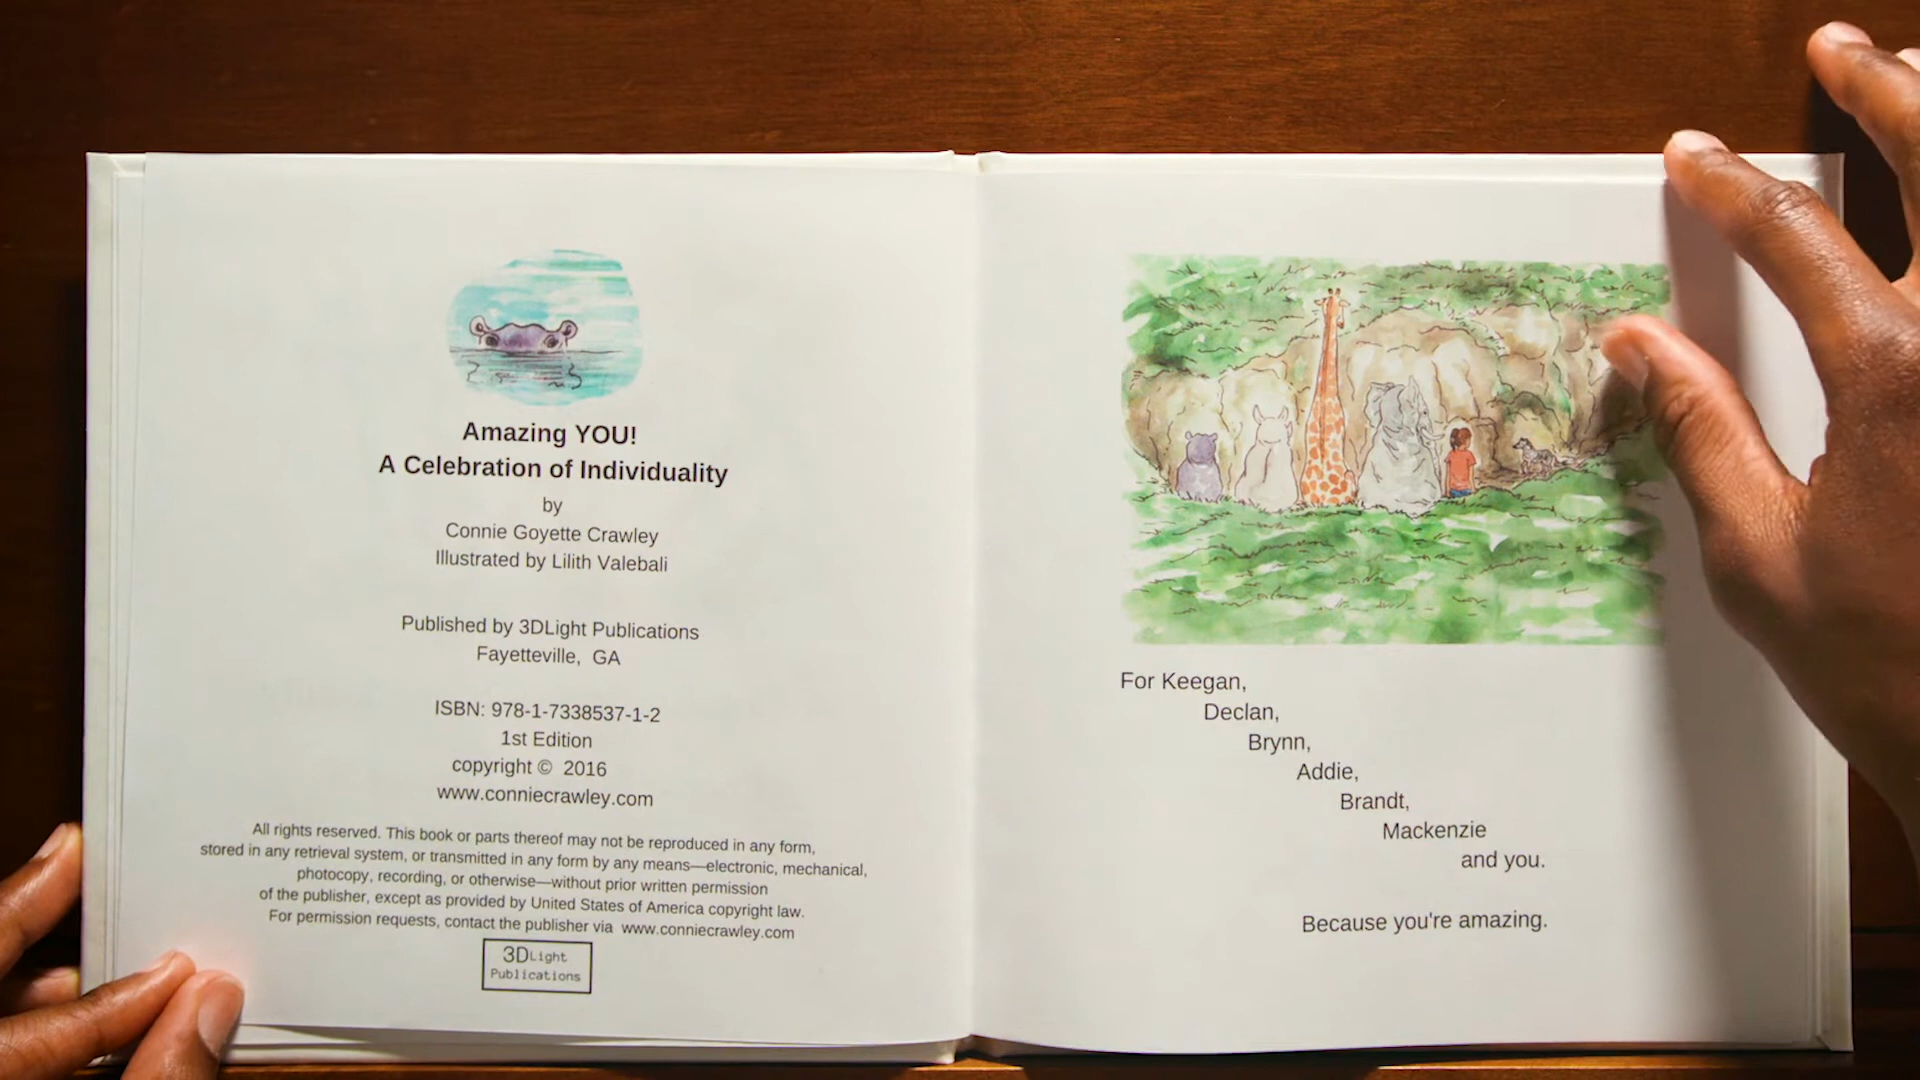 Amazing YOU!
A Celebration of Individuality
by
Connie Goyette Crawley
Illustrated by Lilith Valebali
Published by 3DLight Publications
Fayetteville, GA
ISBN: 978-1-7338537-1-2
1st Edition
copyright © 2016
www.conniecrawley.com
All rights reserved. This book or parts thereof may not be reproduced in any form,
stored in any retrieval system, or transmitted in any form by any means—electronic, mechanical,
photocopy, recording, or otherwise—without prior written permission
of the publisher, except as provided by United States of America copyright law.
For permission requests, contact the publisher via www.conniecrawley.com
3DLight
Publications
For Keegan,
Declan,
Brynn,
Addie,
Brandt,
Mackenzie
and you.
Because you're amazing.